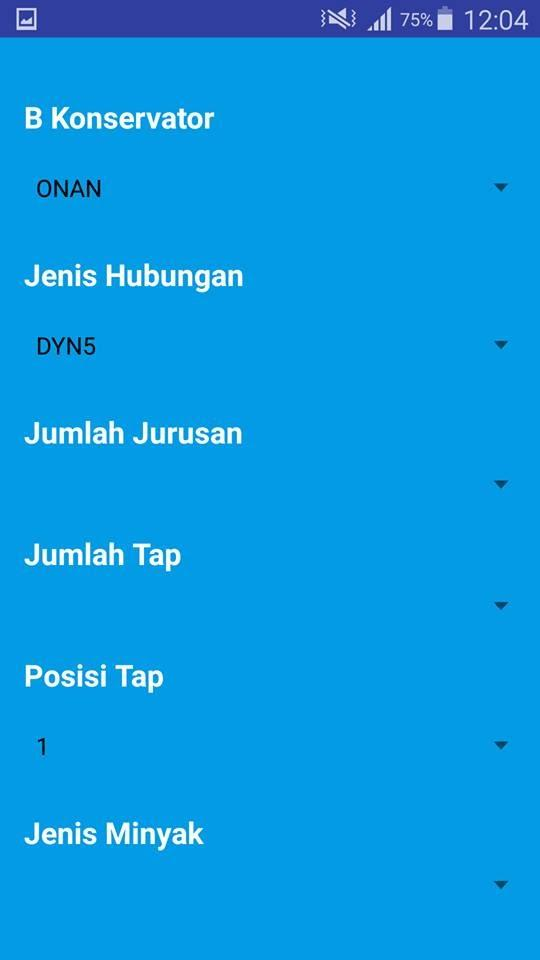 75% 12:04
B Konservator
ONAN
Jenis Hubungan
DYN5
Jumlah Jurusan
Jumlah Tap
Posisi Tap
1
Jenis Minyak